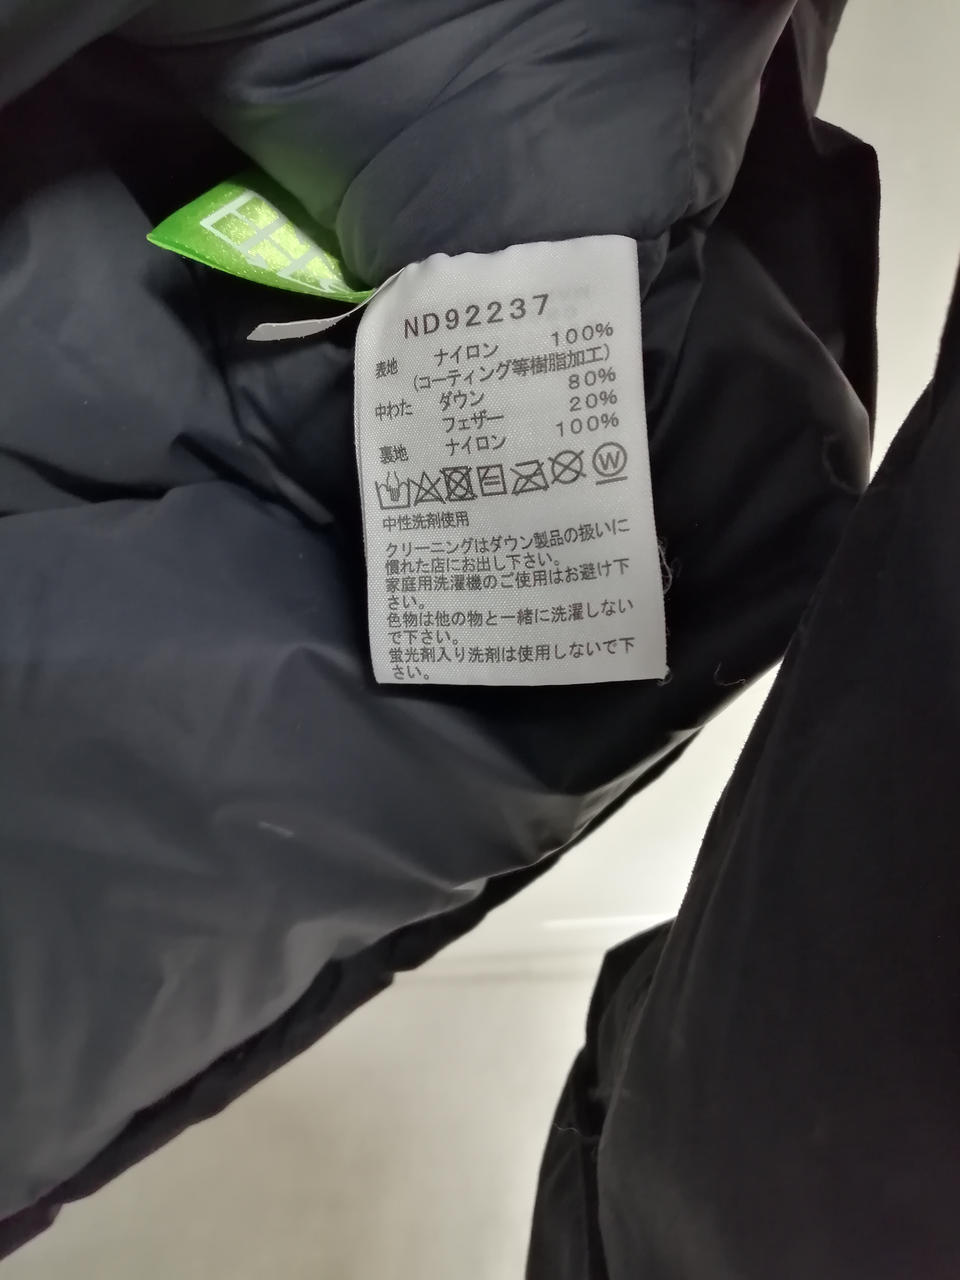 ND92237
表地 ナイロン 100%
(コーティング等樹脂加工)
中わた ダウン 80%
フェザー 20%
裏地 ナイロン 100%
W
中性洗剤使用
クリーニングはダウン製品の扱いに
慣れた店にお出し下さい。
家庭用洗濯機のご使用はお避け下
さい。
色物は他の物と一緒に洗濯しない
で下さい。
蛍光剤入り洗剤は使用しないで下
さい。